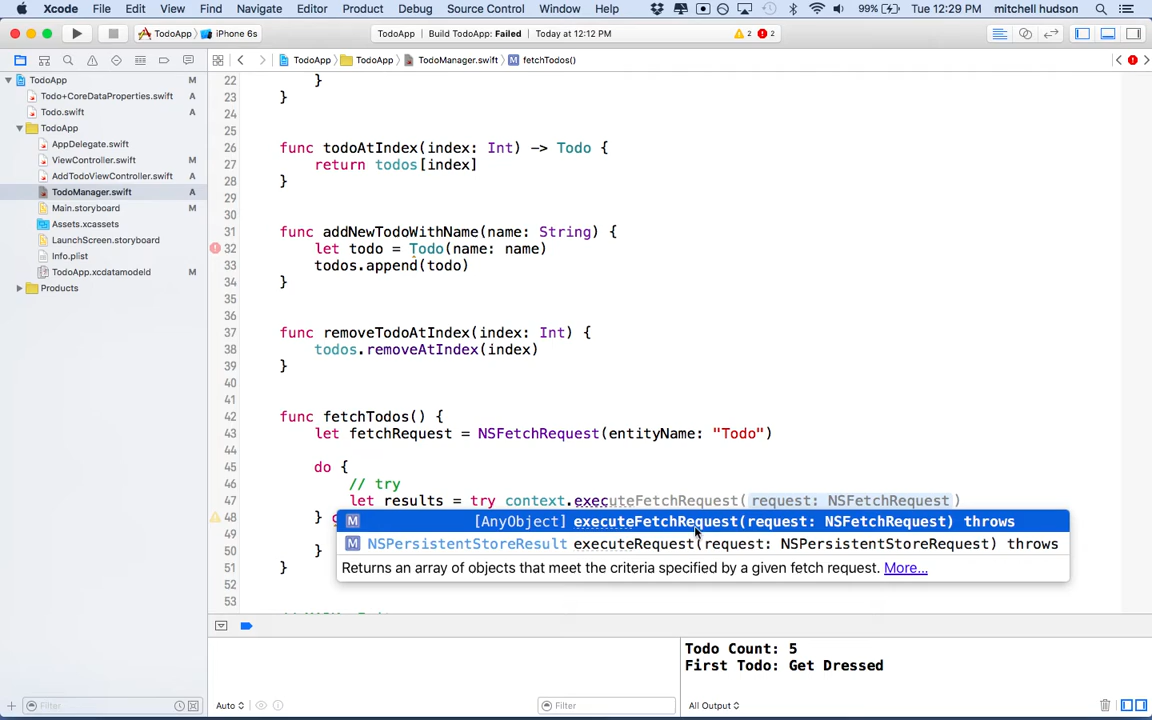 Xcode File Edit View Find Navigate Editor Product Debug Source Control Window Help 99% Tue 12:29 PM mitchell hudson
TodoApp iPhone 6s TodoApp | Build TodoApp: Failed | Today at 12:12 PM 2 2
TodoApp TodoApp TodoManager.swift fetchTodos()
TodoApp M
Todo+CoreDataProperties.swift A
Todo.swift A
TodoApp
AppDelegate.swift
ViewController.swift M
AddTodoViewController.swift A
TodoManager.swift A
Main.storyboard M
Assets.xcassets
LaunchScreen.storyboard
Info.plist
TodoApp.xcdatamodeld M
Products
22 }
23 }
24
25
26 func todoAtIndex(index: Int) -> Todo {
27 return todos[index]
28 }
29
30
31 func addNewTodoWithName(name: String) {
32 let todo = Todo(name: name)
33 todos.append(todo)
34 }
35
36
37 func removeTodoAtIndex(index: Int) {
38 todos.removeAtIndex(index)
39 }
40
41
42 func fetchTodos() {
43 let fetchRequest = NSFetchRequest(entityName: "Todo")
44
45 do {
46 // try
47 let results = try context.executeFetchRequest(request: NSFetchRequest)
48 }
M [AnyObject] executeFetchRequest(request: NSFetchRequest) throws
49
M NSPersistentStoreResult executeRequest(request: NSPersistentStoreRequest) throws
50 }
51 }
Returns an array of objects that meet the criteria specified by a given fetch request. More...
52
53
Todo Count: 5
First Todo: Get Dressed
Filter Auto Filter All Output